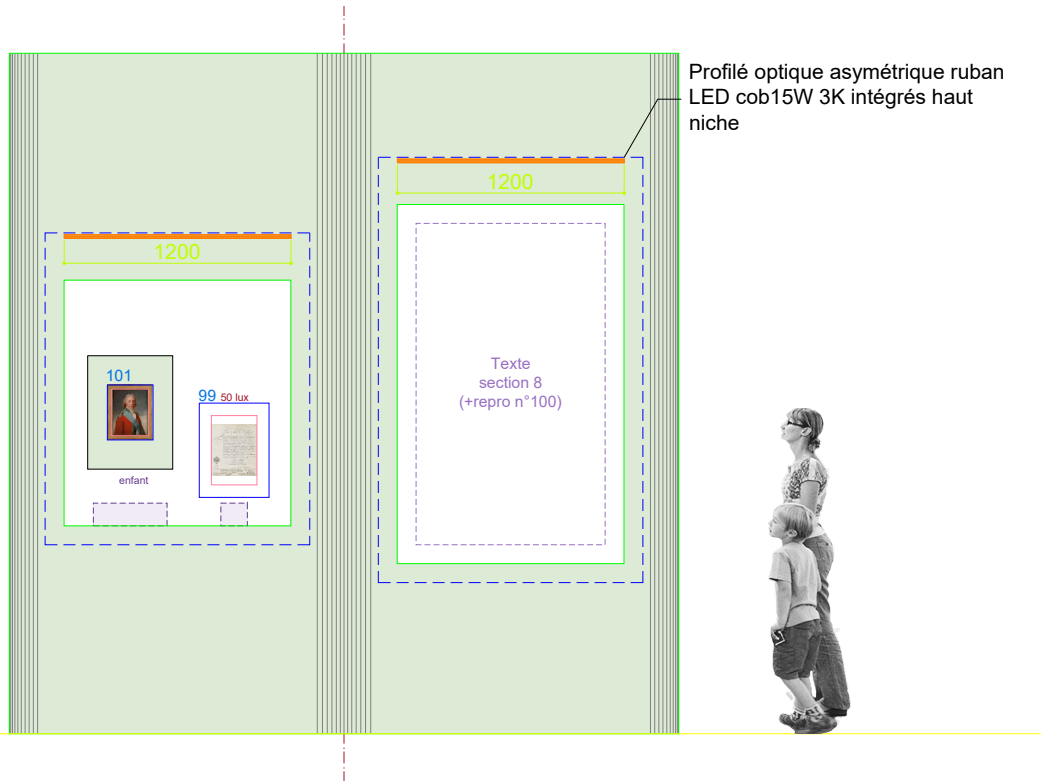 Profilé optique asymétrique ruban
LED cob15W 3K intégrés haut
niche
1200
1200
Texte
section 8
(+repro n°100)
101
99 50 lux
enfant